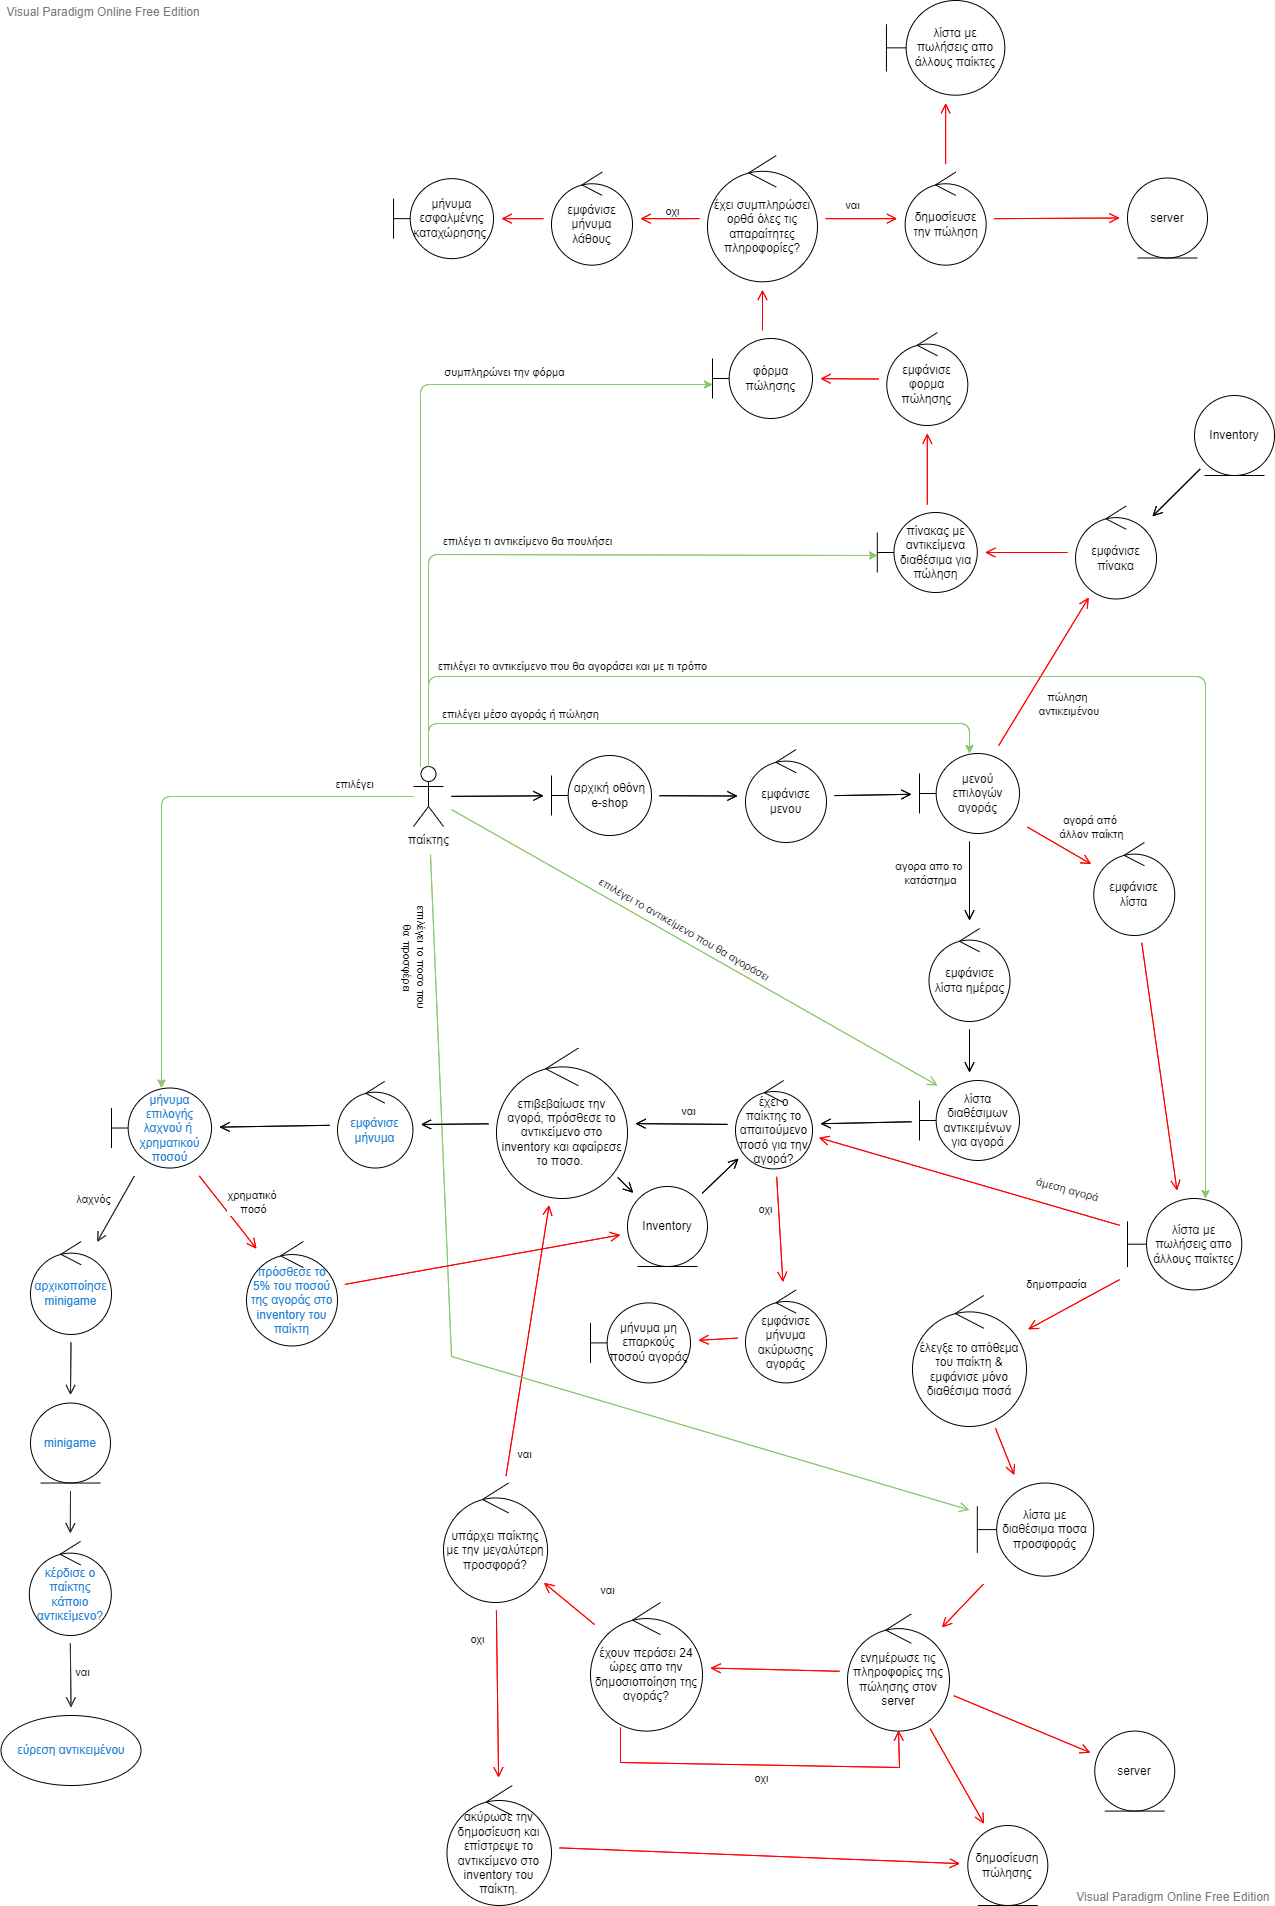 Visual Paradigm Online Free Edition
λίστα με
πωλήσεις απο
άλλους παίκτες
μήνυμα
εσφαλμένης
καταχώρησης
εμφάνισε
μήνυμα
λάθους
οχι
έχει συμπληρώσει
ορθά όλες τις
απαραίτητες
πληροφορίες?
ναι
δημοσίευσε
την πώληση
server
συμπληρώνει την φόρμα
φόρμα
πώλησης
εμφάνισε
φορμα
πώλησης
Inventory
επιλέγει τι αντικείμενο θα πουλήσει
πίνακας με
αντικείμενα
διαθέσιμα για
πώληση
εμφάνισε
πίνακα
επιλέγει το αντικείμενο που θα αγοράσει και με τι τρόπο
πώληση
αντικειμένου
επιλέγει μέσο αγοράς ή πώληση
επιλέγει
παίκτης
αρχική οθόνη
e-shop
εμφάνισε
μενου
μενού
επιλογών
αγοράς
αγορά από
άλλον παίκτη
αγορα απο το
κατάστημα
εμφάνισε
λίστα
επιλέγει το αντικείμενο που θα αγοράσει
επιλέγει το ποσο που
θα προσφέρει
εμφάνισε
λίστα ημέρας
μήνυμα
επιλογής
λαχνού ή
χρηματικού
ποσού
εμφάνισε
μήνυμα
επιβεβαίωσε την
αγορά, πρόσθεσε το
αντικείμενο στο
inventory και αφαίρεσε
το ποσο.
ναι
έχει ο
παίκτης το
απαιτούμενο
ποσό για την
αγορά?
λίστα
διαθέσιμων
αντικειμένων
για αγορά
λαχνός
χρηματικό
ποσό
Inventory
οχι
άμεση αγορά
λίστα με
πωλήσεις απο
άλλους παίκτες
αρχικοποίησε
minigame
πρόσθεσε το
5% του ποσού
της αγοράς στο
inventory του
παίκτη
δημοπρασία
μήνυμα μη
επαρκούς
ποσού αγοράς
εμφάνισε
μήνυμα
ακύρωσης
αγοράς
έλεγξε το απόθεμα
του παίκτη &
εμφάνισε μόνο
διαθέσιμα ποσά
minigame
ναι
λίστα με
διαθέσιμα ποσα
προσφοράς
υπάρχει παίκτης
με την μεγαλύτερη
προσφορά?
κέρδισε ο
παίκτης
κάποιο
αντικείμενο?
ναι
οχι
έχουν περάσει 24
ώρες απο την
δημοσιοποίηση της
αγοράς?
ενημέρωσε τις
πληροφορίες της
πώλησης στον
server
ναι
εύρεση αντικειμένου
οχι
server
ακύρωσε την
δημοσίευση και
επίστρεψε το
αντικείμενο στο
inventory του
παίκτη.
δημοσίευση
πώλησης
Visual Paradigm Online Free Edition